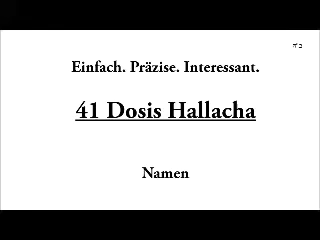 ב"ה
Einfach. Präzise. Interessant.
41 Dosis Hallacha
Namen